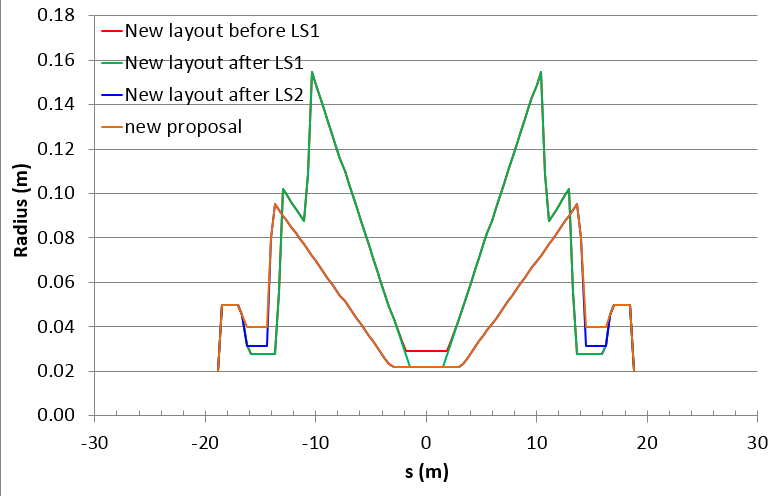 0.18
New layout before LS1
0.16
New layout after LS1
0.14
New layout after LS2
new proposal
0.12
0.10
0.08
0.06
0.04
0.02
0.00
Radius (m)
-30 -20 -10 0 10 20 30
s (m)